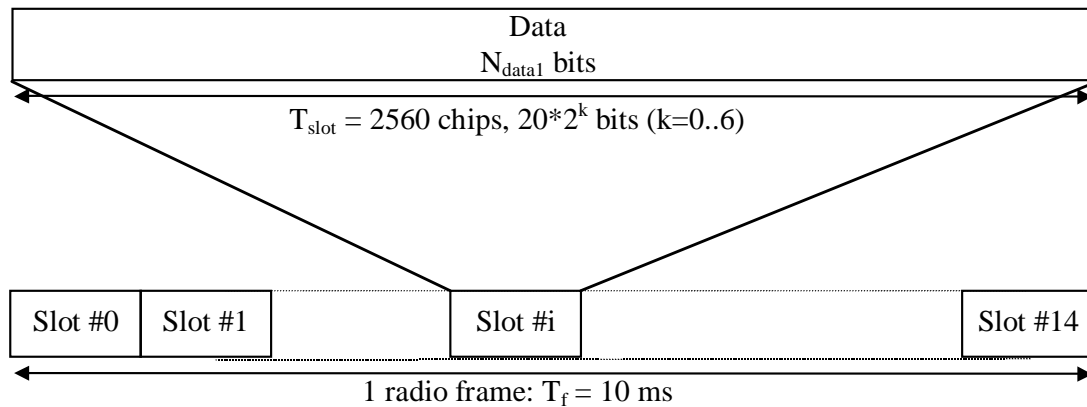 Data
N_data1 bits
T_slot = 2560 chips, 20*2^k bits (k=0..6)
Slot #0 Slot #1 Slot #i Slot #14
1 radio frame: T_f = 10 ms